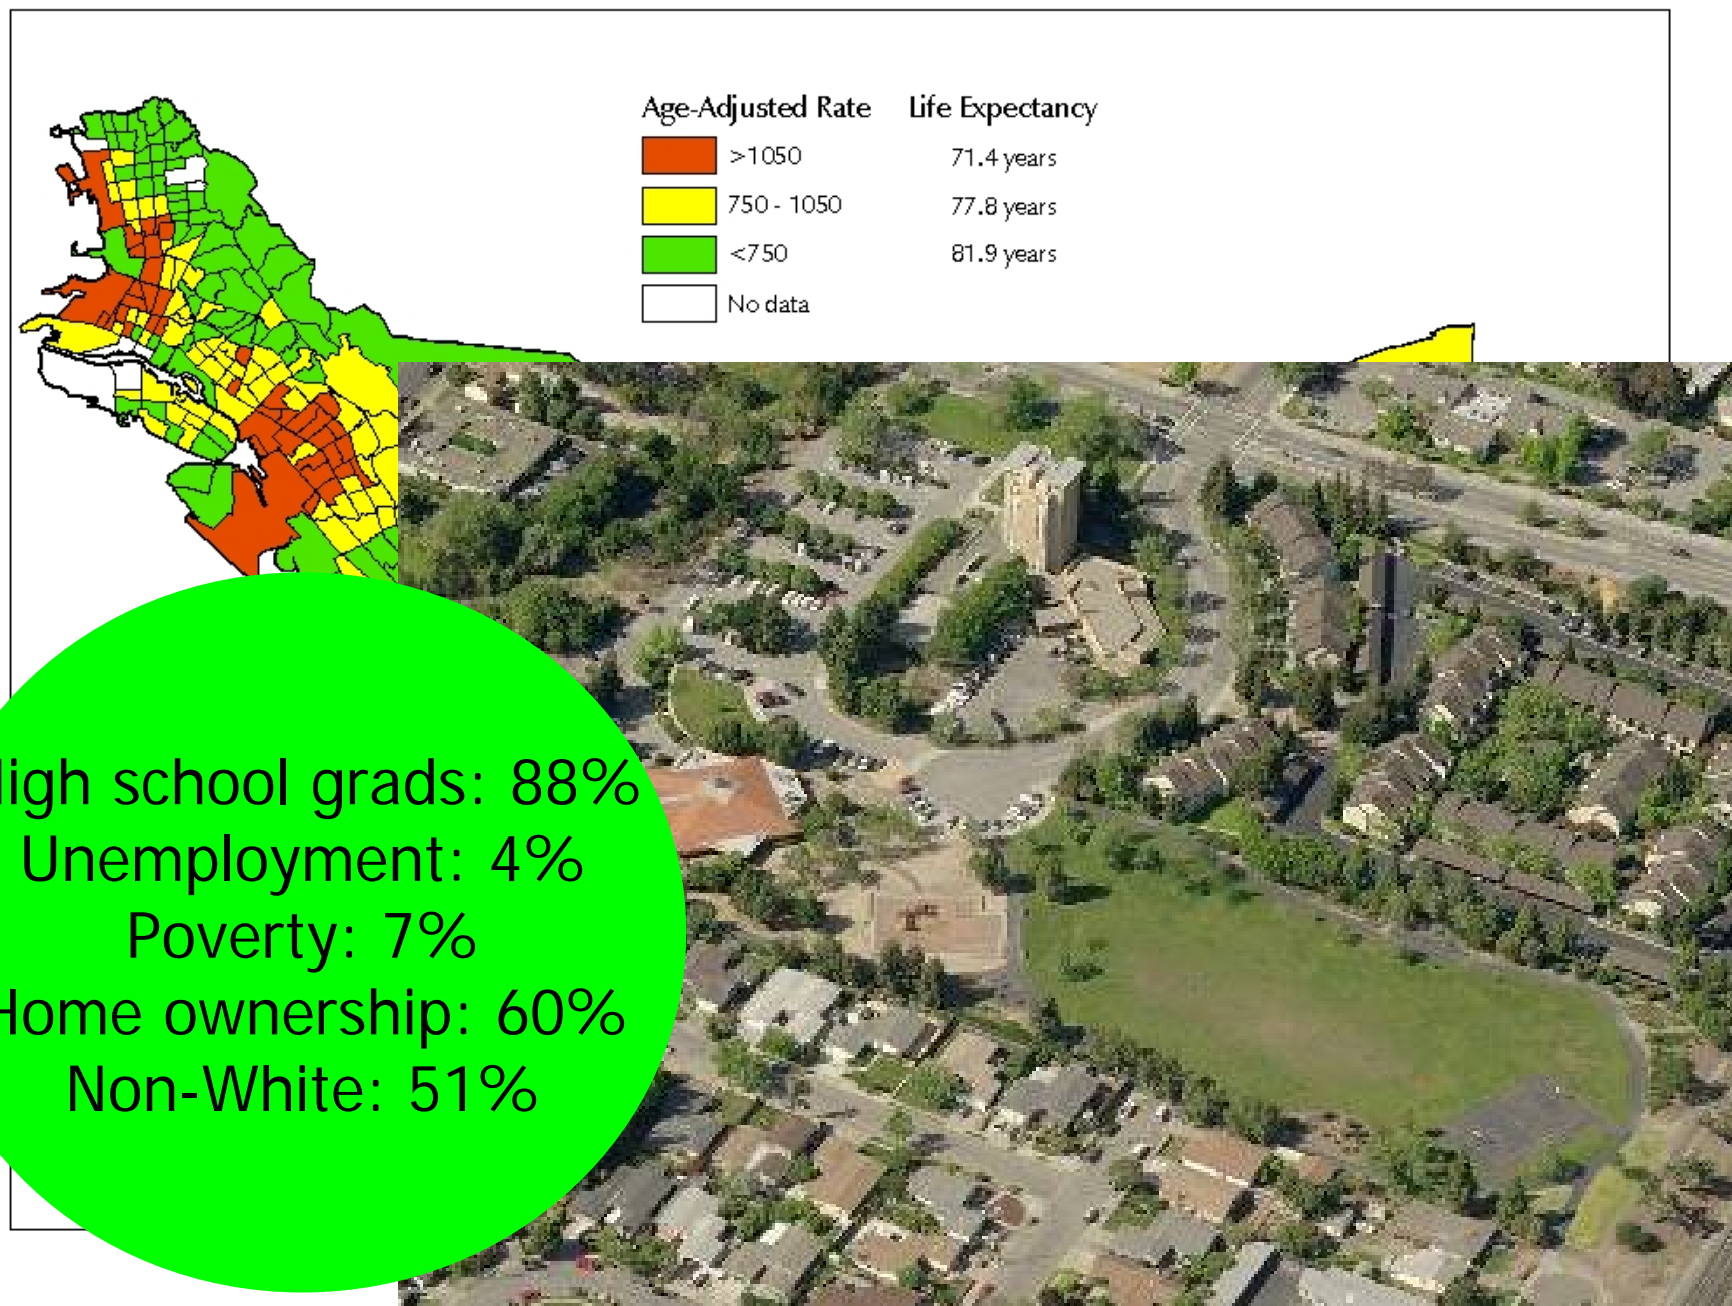 Age-Adjusted Rate Life Expectancy
>1050 71.4 years
750 - 1050 77.8 years
<750 81.9 years
No data
High school grads: 88%
Unemployment: 4%
Poverty: 7%
Home ownership: 60%
Non-White: 51%